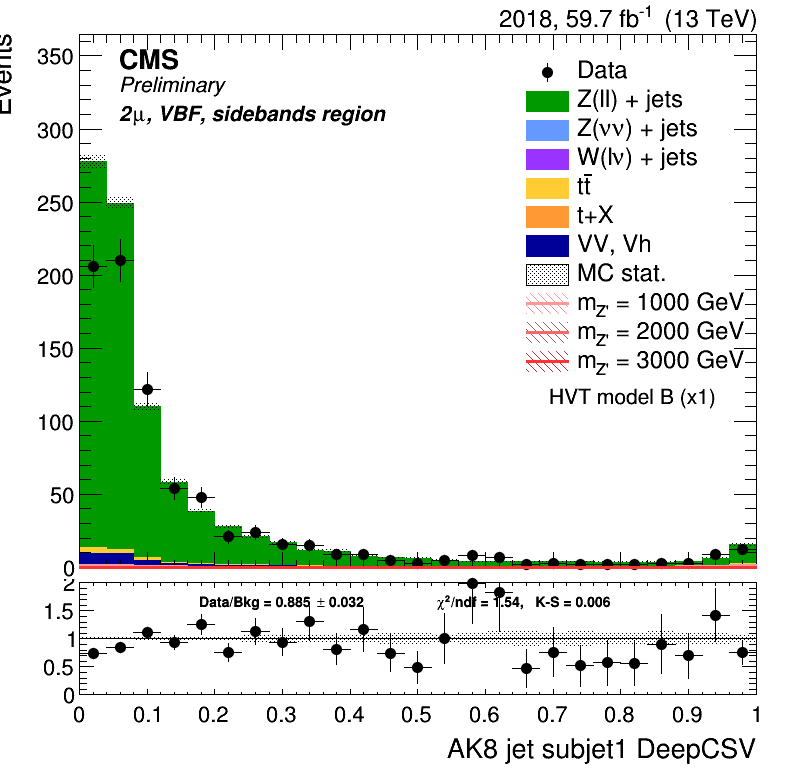 2018, 59.7 fb⁻¹ (13 TeV)
Events
350
300
250
200
150
100
50
0
CMS
Preliminary
2μ, VBF, sidebands region
Data
Z(ll) + jets
Z(νν) + jets
W(lν) + jets
tt̄
t+X
VV, Vh
MC stat.
m_Z' = 1000 GeV
m_Z' = 2000 GeV
m_Z' = 3000 GeV
HVT model B (x1)
2
1.5
1
0.5
0
Data/Bkg = 0.885 ± 0.032 χ²/ndf = 1.54, K-S = 0.006
0 0.1 0.2 0.3 0.4 0.5 0.6 0.7 0.8 0.9 1
AK8 jet subjet1 DeepCSV